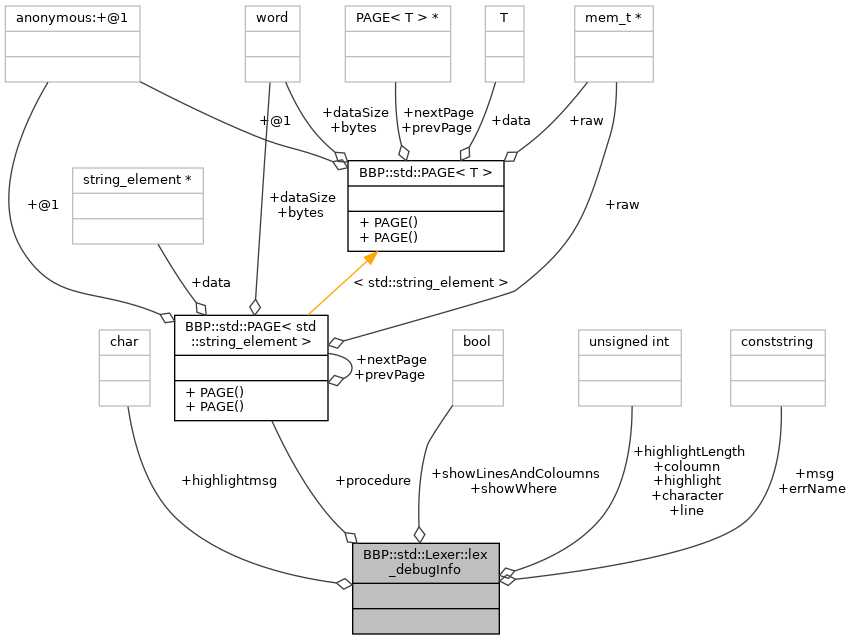 anonymous:+@1
word
PAGE< T > *
T
mem_t *
+@1
+dataSize
+bytes
+nextPage
+prevPage
+data
+raw
string_element *
BBP::std::PAGE< T >
+ PAGE()
+ PAGE()
+@1
+dataSize
+bytes
+raw
+data
< std::string_element >
char
BBP::std::PAGE< std
::string_element >
+ PAGE()
+ PAGE()
+nextPage
+prevPage
bool
unsigned int
conststring
+highlightmsg
+procedure
+showLinesAndColoumns
+showWhere
+highlightLength
+coloumn
+highlight
+character
+line
+msg
+errName
BBP::std::Lexer::lex
_debugInfo